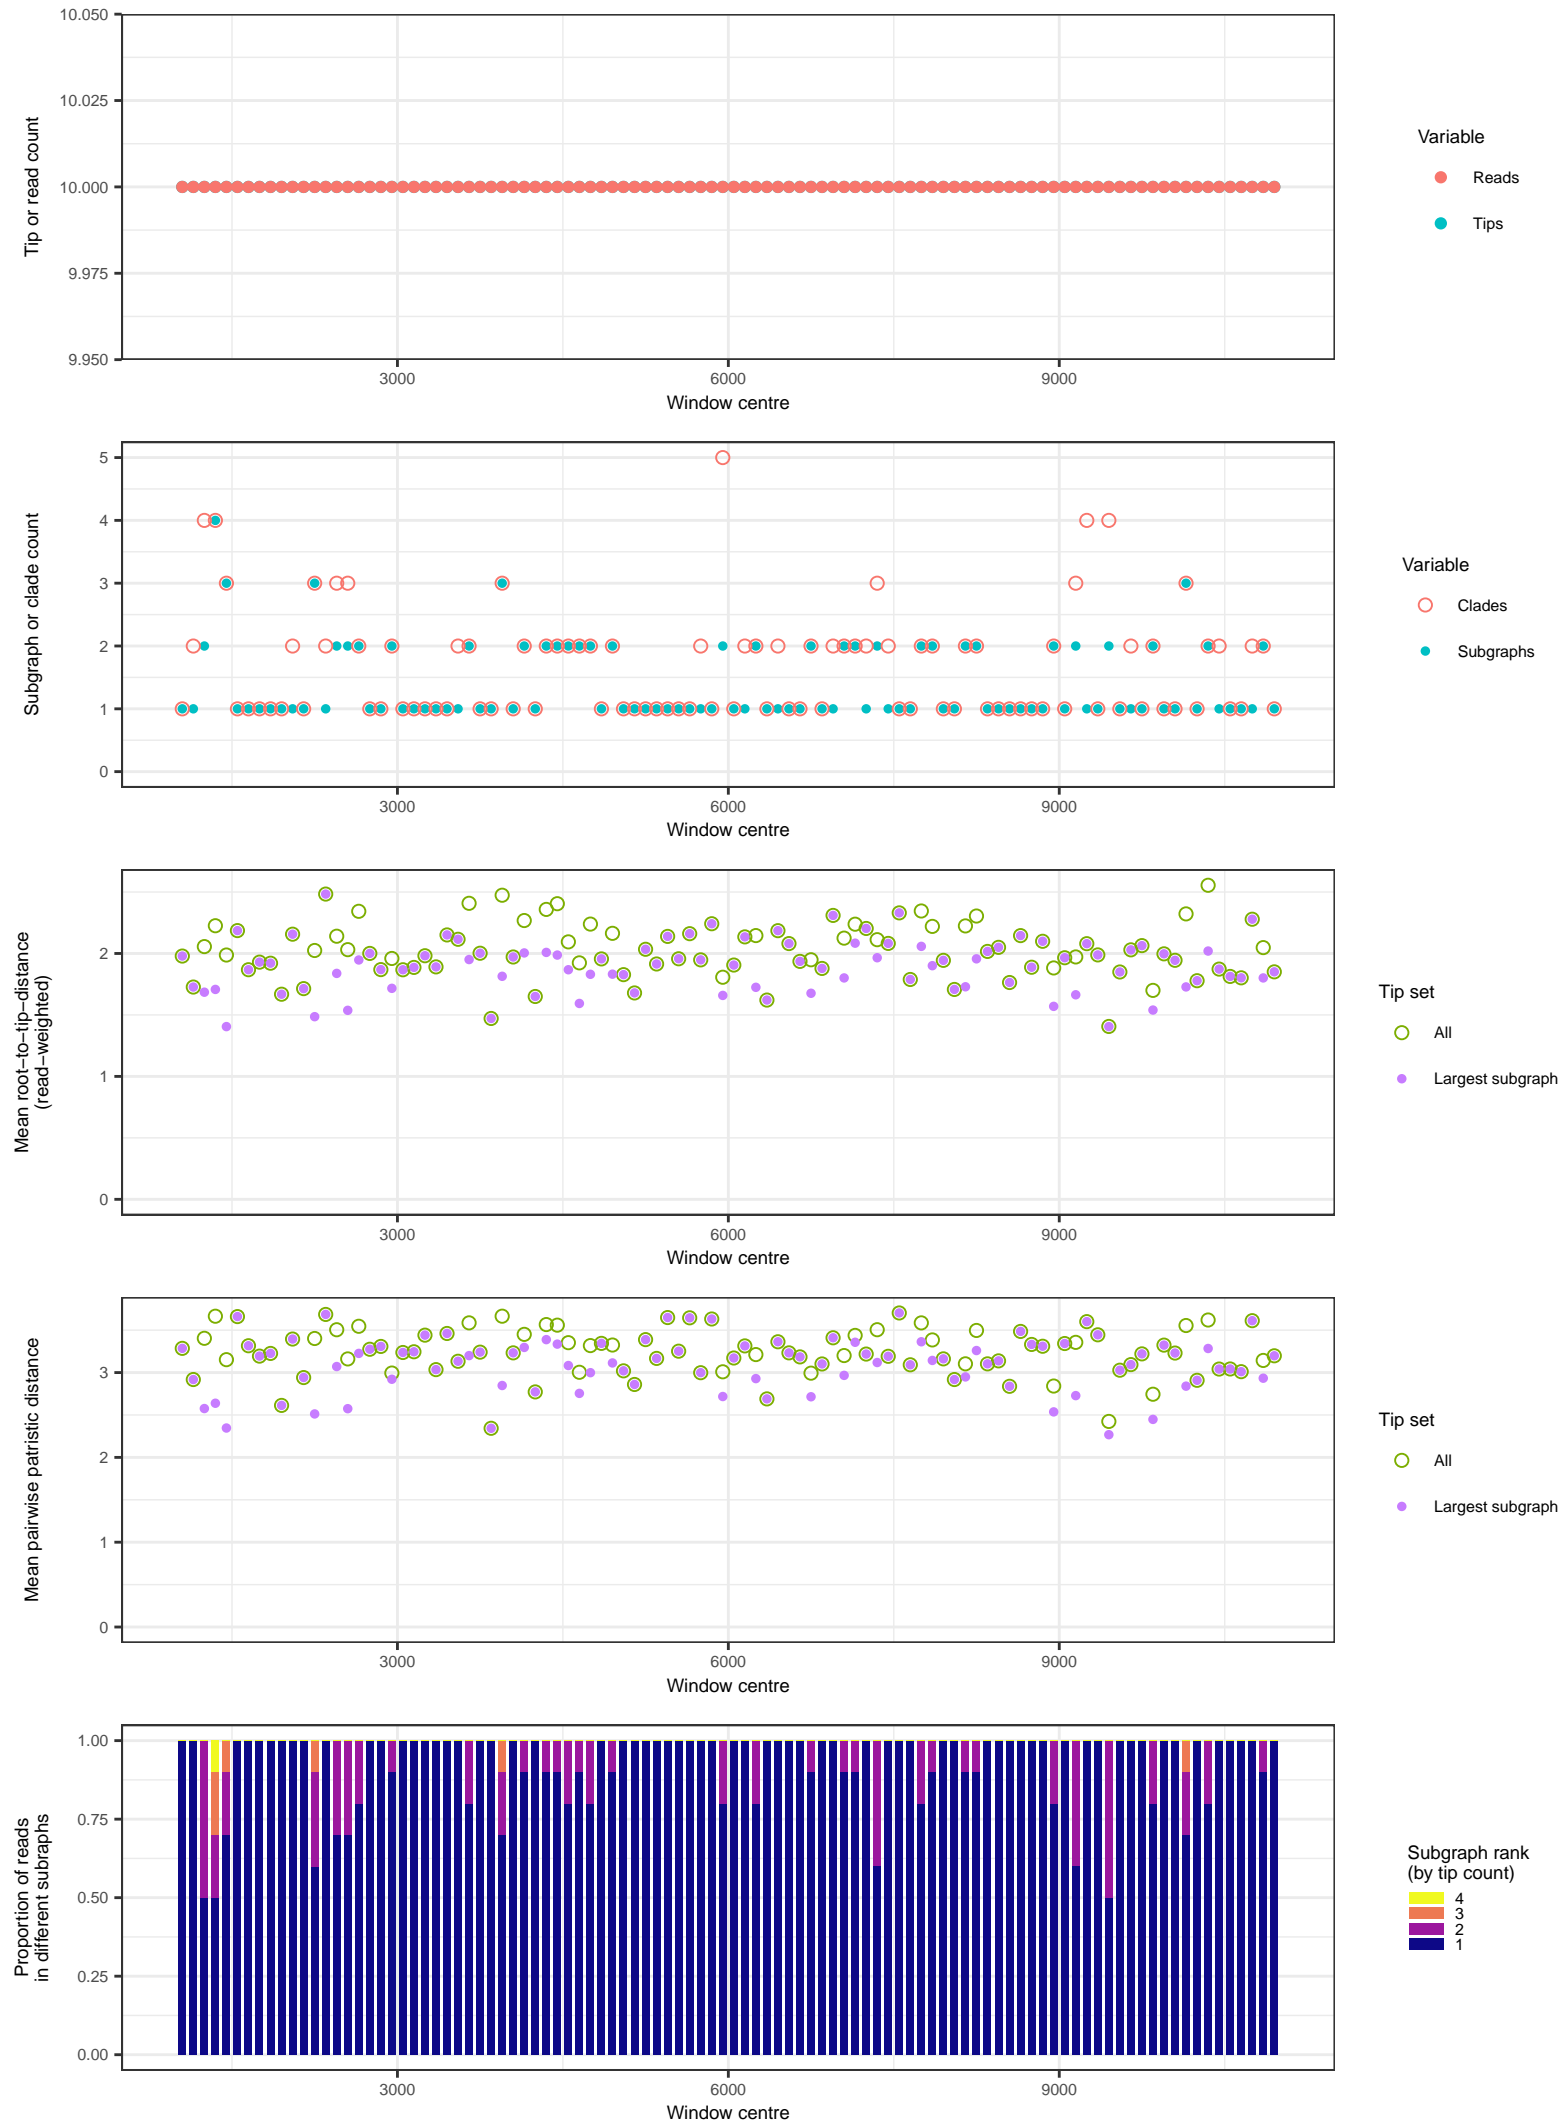 10.050
10.025
10.000
9.975
9.950
Tip or read count
3000
6000
9000
Window centre
Variable
Reads
Tips
5
4
3
2
1
0
Subgraph or clade count
3000
6000
9000
Window centre
Variable
Clades
Subgraphs
2
1
0
Mean root−to−tip−distance
(read−weighted)
3000
6000
9000
Window centre
Tip set
All
Largest subgraph
3
2
1
0
Mean pairwise patristic distance
3000
6000
9000
Window centre
Tip set
All
Largest subgraph
1.00
0.75
0.50
0.25
0.00
Proportion of reads
in different subraphs
3000
6000
9000
Window centre
Subgraph rank
(by tip count)
4
3
2
1